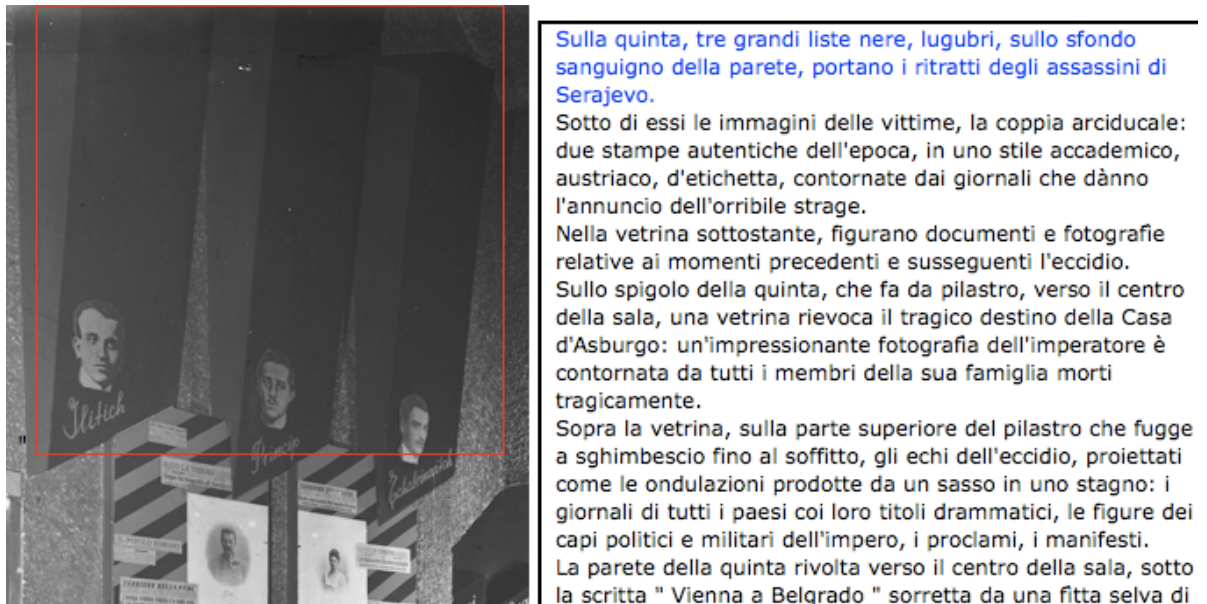 Sulla quinta, tre grandi liste nere, lugubri, sullo sfondo
sanguigno della parete, portano i ritratti degli assassini di
Serajevo.
Sotto di essi le immagini delle vittime, la coppia arciducale:
due stampe autentiche dell'epoca, in uno stile accademico,
austriaco, d'etichetta, contornate dai giornali che dànno
l'annuncio dell'orribile strage.
Nella vetrina sottostante, figurano documenti e fotografie
relative ai momenti precedenti e susseguenti l'eccidio.
Sullo spigolo della quinta, che fa da pilastro, verso il centro
della sala, una vetrina rievoca il tragico destino della Casa
d'Asburgo: un'impressionante fotografia dell'imperatore è
contornata da tutti i membri della sua famiglia morti
tragicamente.
Sopra la vetrina, sulla parte superiore del pilastro che fugge
a sghimbescio fino al soffitto, gli echi dell'eccidio, proiettati
come le ondulazioni prodotte da un sasso in uno stagno: i
giornali di tutti i paesi coi loro titoli drammatici, le figure dei
capi politici e militari dell'impero, i proclami, i manifesti.
La parete della quinta rivolta verso il centro della sala, sotto
la scritta " Vienna a Belgrado " sorretta da una fitta selva di
Ilitich
Princip
"